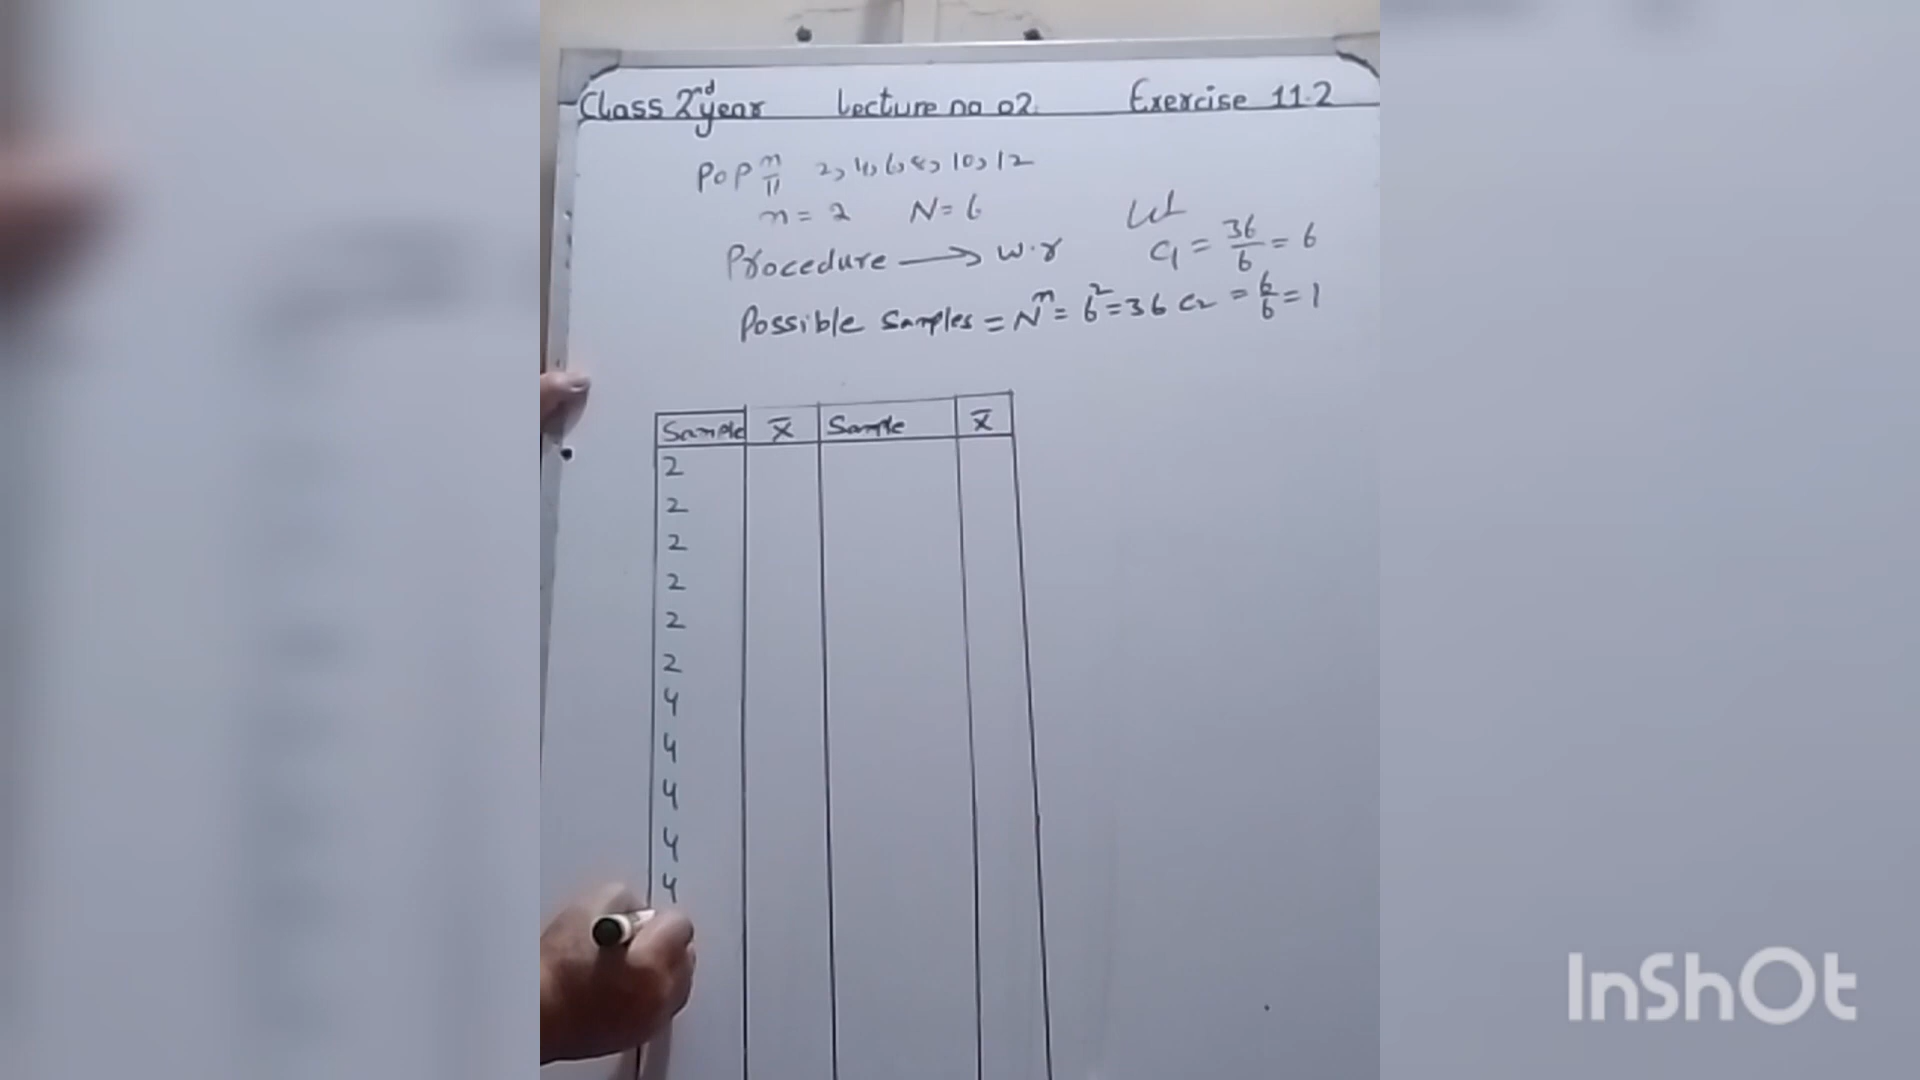 Class 2nd year Lecture no 02 Exercise 11.2
Popn 2, 4, 6, 8, 10, 12
n = 2 N = 6
Procedure → w.r C1 = 36/6 = 6
Possible Samples = N^n = 6^2 = 36 C2 = 6/6 = 1
Sample x̄ Sample x̄
2
2
2
2
2
2
4
4
4
4
4
InShOt